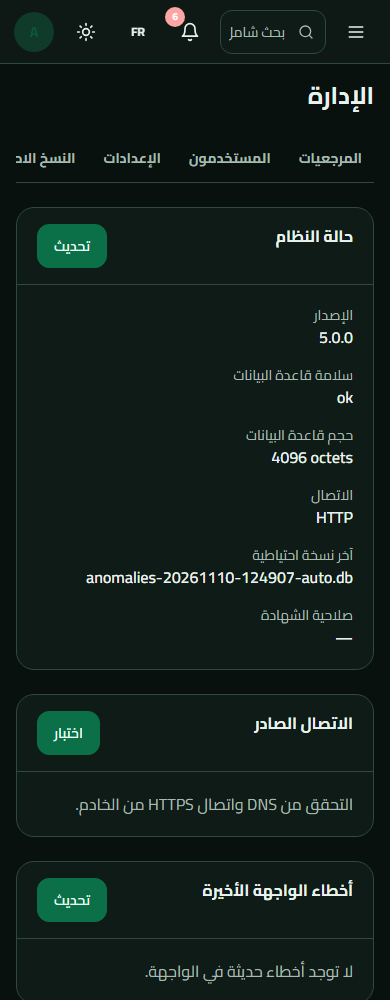 بحث شامل
6
FR
A
الإدارة
المرجعيات
المستخدمون
الإعدادات
النسخ الاح
حالة النظام
تحديث
الإصدار
5.0.0
سلامة قاعدة البيانات
ok
حجم قاعدة البيانات
4096 octets
الاتصال
HTTP
آخر نسخة احتياطية
anomalies-20261110-124907-auto.db
صلاحية الشهادة
—
الاتصال الصادر
اختبار
التحقق من DNS واتصال HTTPS من الخادم.
أخطاء الواجهة الأخيرة
تحديث
لا توجد أخطاء حديثة في الواجهة.